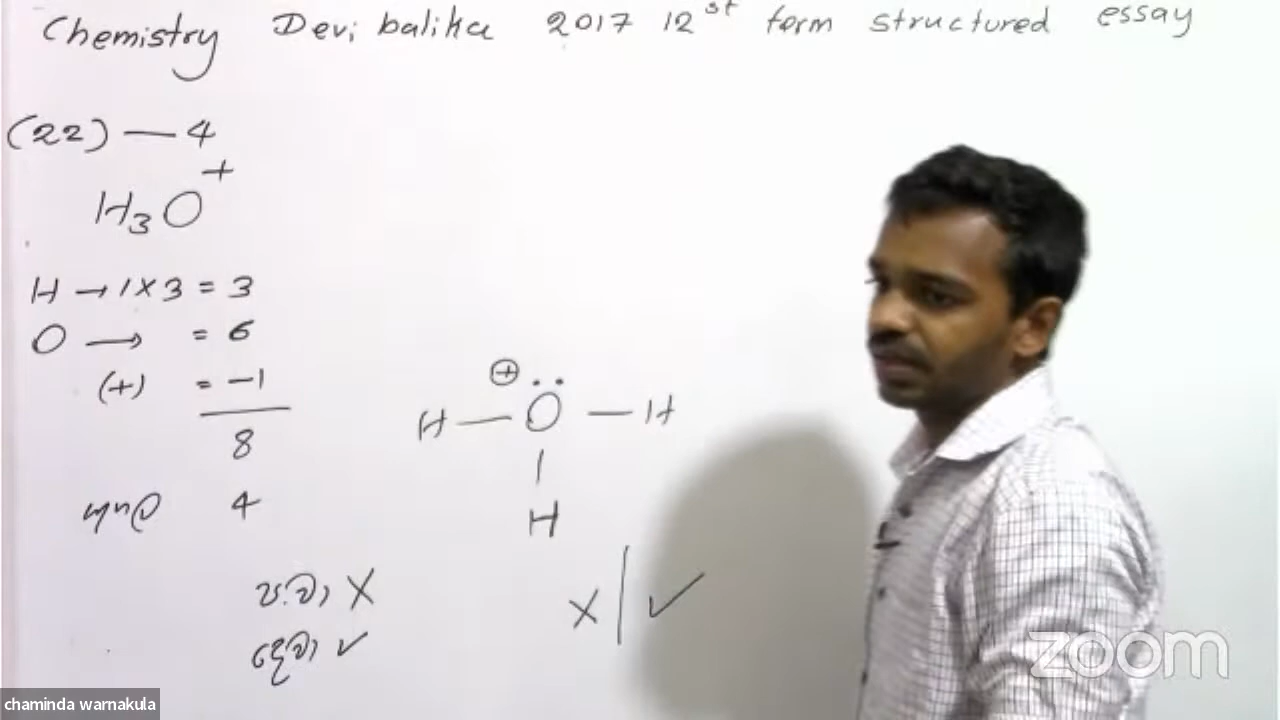 Chemistry Devi balika 2017 12st term structured essay
(22) — 4
H3O+
H → 1 × 3 = 3
O → = 6
(+) = -1
8
යුගල 4
⊕ ..
H — O — H
|
H
ප.වා X
දේවා ✓
X | ✓
zoom
chaminda warnakula